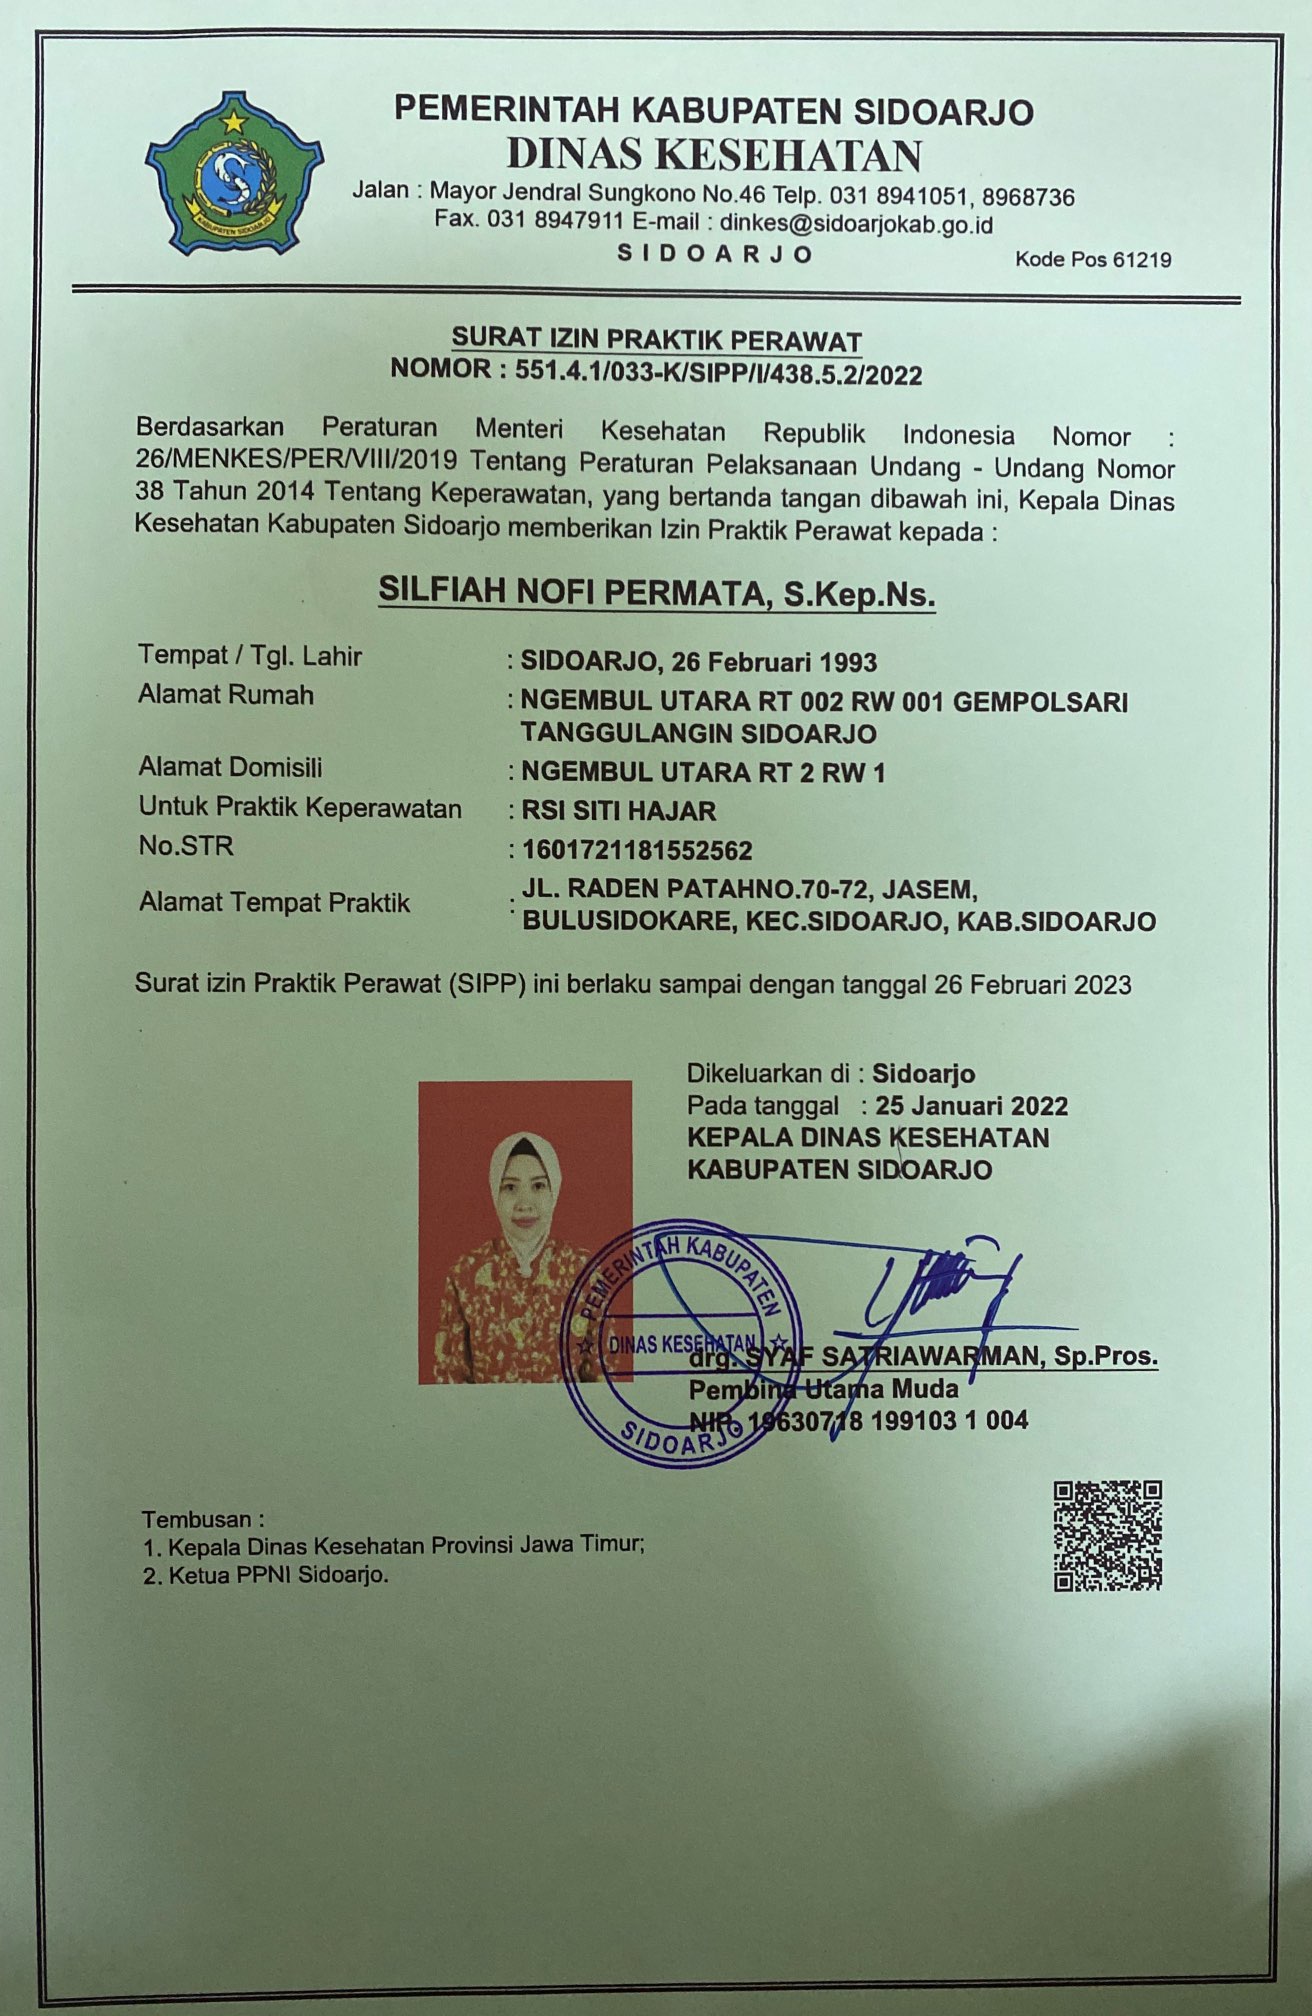 PEMERINTAH KABUPATEN SIDOARJO
DINAS KESEHATAN
Jalan : Mayor Jendral Sungkono No.46 Telp. 031 8941051, 8968736
Fax. 031 8947911 E-mail : dinkes@sidoarjokab.go.id
S I D O A R J O
Kode Pos 61219
KABUPATEN SIDOARJO
SURAT IZIN PRAKTIK PERAWAT
NOMOR : 551.4.1/033-K/SIPP/I/438.5.2/2022
Berdasarkan Peraturan Menteri Kesehatan Republik Indonesia Nomor :
26/MENKES/PER/VIII/2019 Tentang Peraturan Pelaksanaan Undang - Undang Nomor
38 Tahun 2014 Tentang Keperawatan, yang bertanda tangan dibawah ini, Kepala Dinas
Kesehatan Kabupaten Sidoarjo memberikan Izin Praktik Perawat kepada :
SILFIAH NOFI PERMATA, S.Kep.Ns.
Tempat / Tgl. Lahir : SIDOARJO, 26 Februari 1993
Alamat Rumah : NGEMBUL UTARA RT 002 RW 001 GEMPOLSARI
TANGGULANGIN SIDOARJO
Alamat Domisili : NGEMBUL UTARA RT 2 RW 1
Untuk Praktik Keperawatan : RSI SITI HAJAR
No.STR : 1601721181552562
Alamat Tempat Praktik : JL. RADEN PATAHNO.70-72, JASEM,
BULUSIDOKARE, KEC.SIDOARJO, KAB.SIDOARJO
Surat izin Praktik Perawat (SIPP) ini berlaku sampai dengan tanggal 26 Februari 2023
Dikeluarkan di : Sidoarjo
Pada tanggal : 25 Januari 2022
KEPALA DINAS KESEHATAN
KABUPATEN SIDOARJO
PEMERINTAH KABUPATEN
DINAS KESEHATAN
SIDOARJO
drg. SYAF SATRIAWARMAN, Sp.Pros.
Pembina Utama Muda
NIP. 19630718 199103 1 004
Tembusan :
1. Kepala Dinas Kesehatan Provinsi Jawa Timur;
2. Ketua PPNI Sidoarjo.